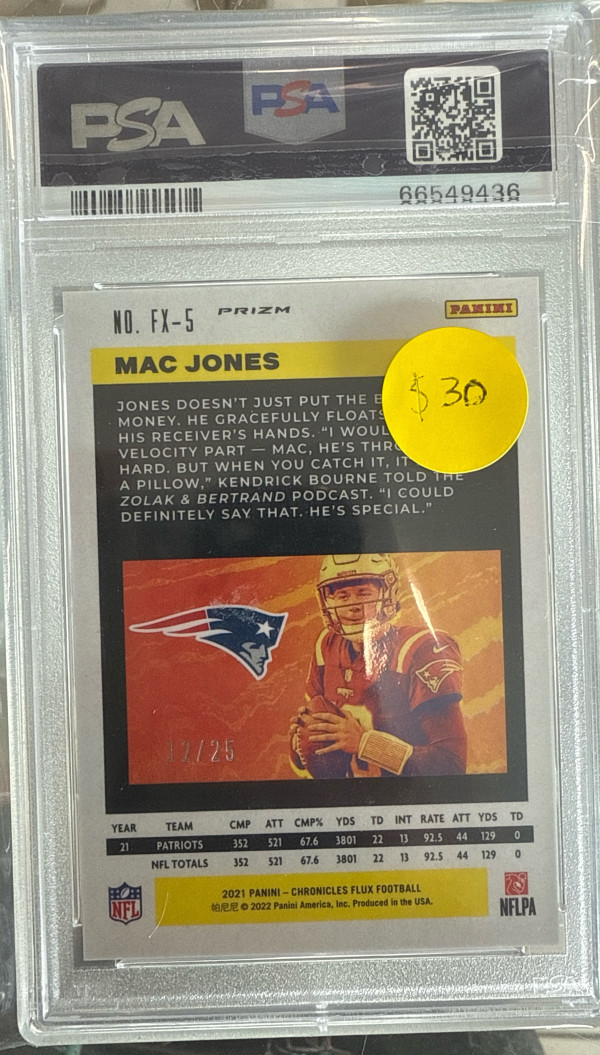 PSA
PSA
66549436
NO. FX-5 PRIZM PANINI
MAC JONES
$30
JONES DOESN'T JUST PUT THE
MONEY. HE GRACEFULLY FLOATS
HIS RECEIVER'S HANDS. "I
VELOCITY PART — MAC, HE'S
HARD. BUT WHEN YOU CATCH IT, IT
A PILLOW," KENDRICK BOURNE TOLD THE
ZOLAK & BERTRAND PODCAST. "I COULD
DEFINITELY SAY THAT. HE'S SPECIAL."
12/25
YEAR TEAM CMP ATT CMP% YDS TD INT RATE ATT YDS TD
21 PATRIOTS 352 521 67.6 3801 22 13 92.5 44 129 0
NFL TOTALS 352 521 67.6 3801 22 13 92.5 44 129 0
NFL
2021 PANINI – CHRONICLES FLUX FOOTBALL
帕尼尼 © 2022 Panini America, Inc. Produced in the USA.
NFLPA